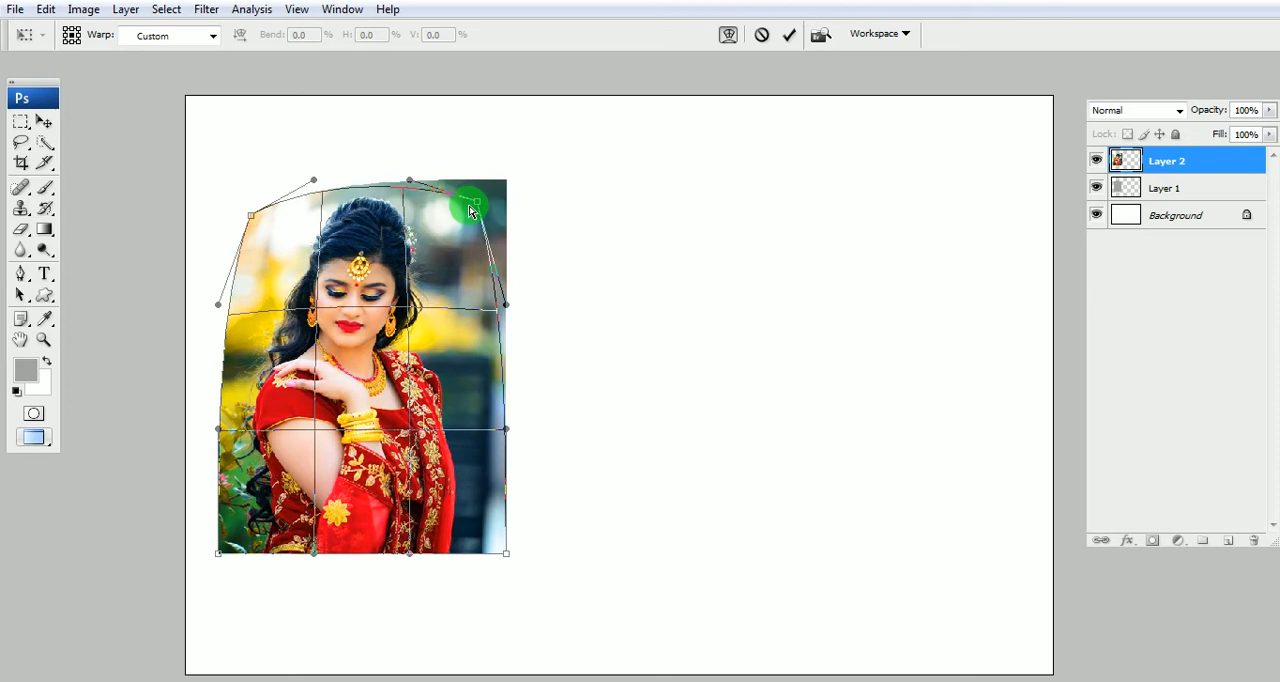 File Edit Image Layer Select Filter Analysis View Window Help
Warp: Custom Bend: 0.0 % H: 0.0 % V: 0.0 % Workspace
Ps
Normal Opacity: 100%
Lock: Fill: 100%
Layer 2
Layer 1
Background
T
fx